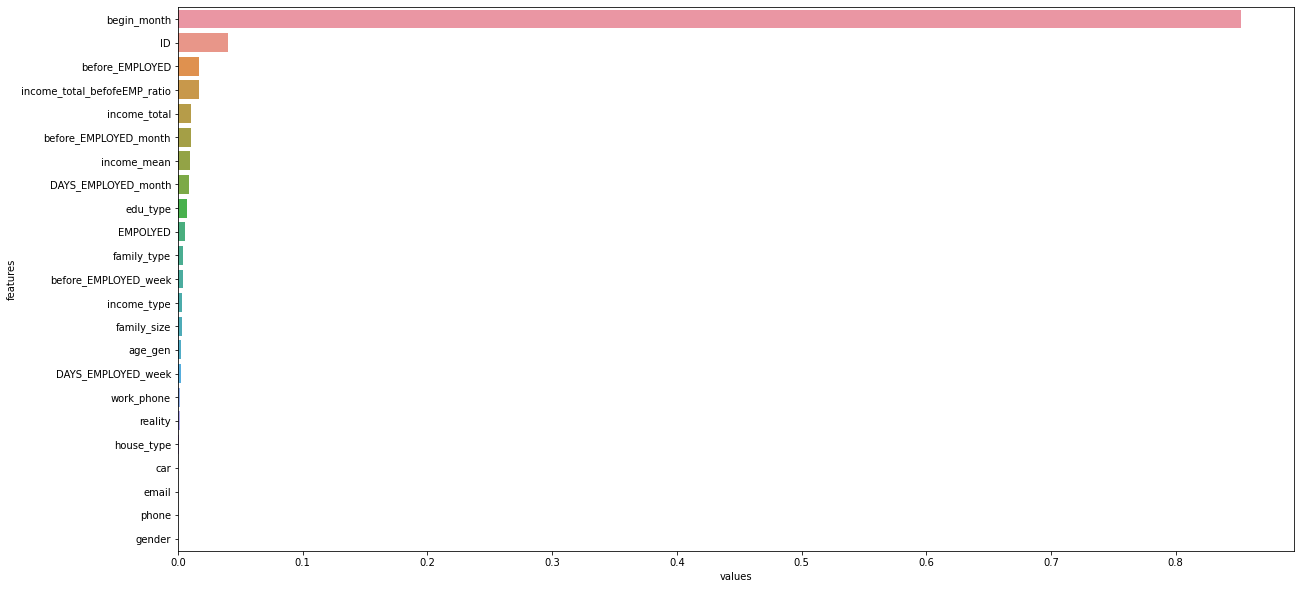 begin_month
ID
before_EMPLOYED
income_total_befofeEMP_ratio
income_total
before_EMPLOYED_month
income_mean
DAYS_EMPLOYED_month
edu_type
EMPOLYED
family_type
before_EMPLOYED_week
income_type
family_size
age_gen
DAYS_EMPLOYED_week
work_phone
reality
house_type
car
email
phone
gender
features
0.0 0.1 0.2 0.3 0.4 0.5 0.6 0.7 0.8
values